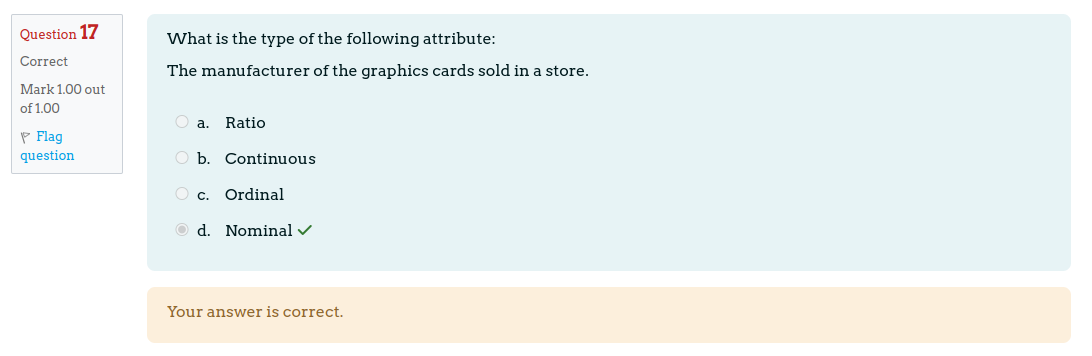 Question 17
Correct
Mark 1.00 out
of 1.00
Flag
question
What is the type of the following attribute:
The manufacturer of the graphics cards sold in a store.
a. Ratio
b. Continuous
c. Ordinal
d. Nominal
Your answer is correct.